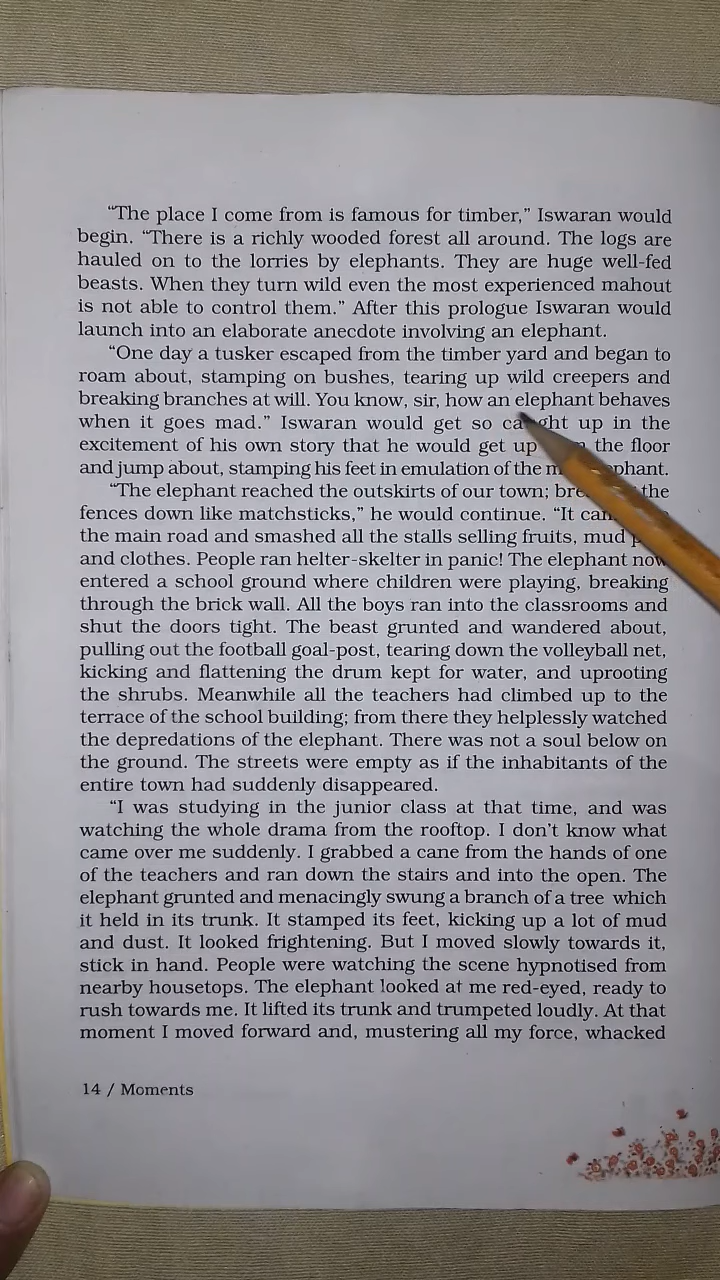 “The place I come from is famous for timber,” Iswaran would
begin. “There is a richly wooded forest all around. The logs are
hauled on to the lorries by elephants. They are huge well-fed
beasts. When they turn wild even the most experienced mahout
is not able to control them.” After this prologue Iswaran would
launch into an elaborate anecdote involving an elephant.
“One day a tusker escaped from the timber yard and began to
roam about, stamping on bushes, tearing up wild creepers and
breaking branches at will. You know, sir, how an elephant behaves
when it goes mad.” Iswaran would get so caught up in the
excitement of his own story that he would get up the floor
and jump about, stamping his feet in emulation of the
“The elephant reached the outskirts of our town; the
fences down like matchsticks,” he would continue. “It
the main road and smashed all the stalls selling fruits, mud
and clothes. People ran helter-skelter in panic! The elephant now
entered a school ground where children were playing, breaking
through the brick wall. All the boys ran into the classrooms and
shut the doors tight. The beast grunted and wandered about,
pulling out the football goal-post, tearing down the volleyball net,
kicking and flattening the drum kept for water, and uprooting
the shrubs. Meanwhile all the teachers had climbed up to the
terrace of the school building; from there they helplessly watched
the depredations of the elephant. There was not a soul below on
the ground. The streets were empty as if the inhabitants of the
entire town had suddenly disappeared.
“I was studying in the junior class at that time, and was
watching the whole drama from the rooftop. I don’t know what
came over me suddenly. I grabbed a cane from the hands of one
of the teachers and ran down the stairs and into the open. The
elephant grunted and menacingly swung a branch of a tree which
it held in its trunk. It stamped its feet, kicking up a lot of mud
and dust. It looked frightening. But I moved slowly towards it,
stick in hand. People were watching the scene hypnotised from
nearby housetops. The elephant looked at me red-eyed, ready to
rush towards me. It lifted its trunk and trumpeted loudly. At that
moment I moved forward and, mustering all my force, whacked
14 / Moments